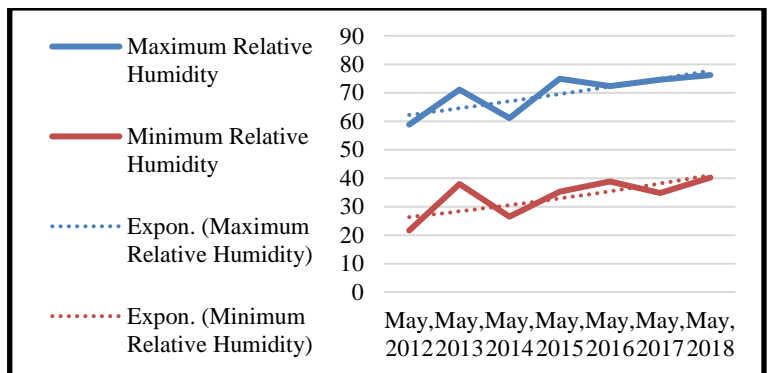 Maximum Relative
Humidity
Minimum Relative
Humidity
Expon. (Maximum
Relative Humidity)
Expon. (Minimum
Relative Humidity)
90
80
70
60
50
40
30
20
10
0
May, May, May, May, May, May, May,
2012 2013 2014 2015 2016 2017 2018